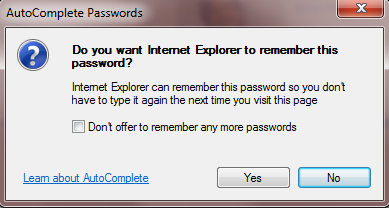 AutoComplete Passwords
Do you want Internet Explorer to remember this
password?
Internet Explorer can remember this password so you don't
have to type it again the next time you visit this page
Don't offer to remember any more passwords
Learn about AutoComplete
Yes
No